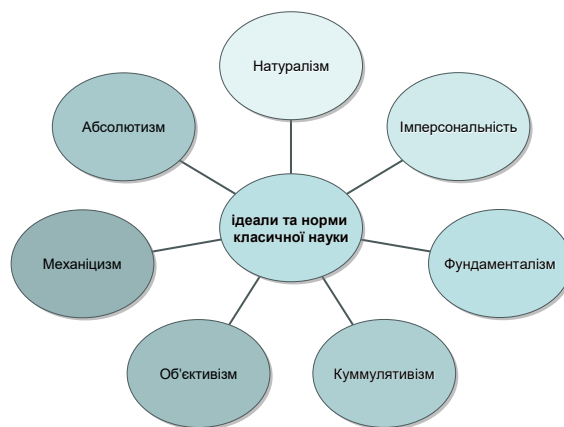 Натуралізм
Абсолютизм
Імперсональність
ідеали та норми
класичної науки
Механіцизм
Фундаменталізм
Об'єктивізм
Куммулятивізм